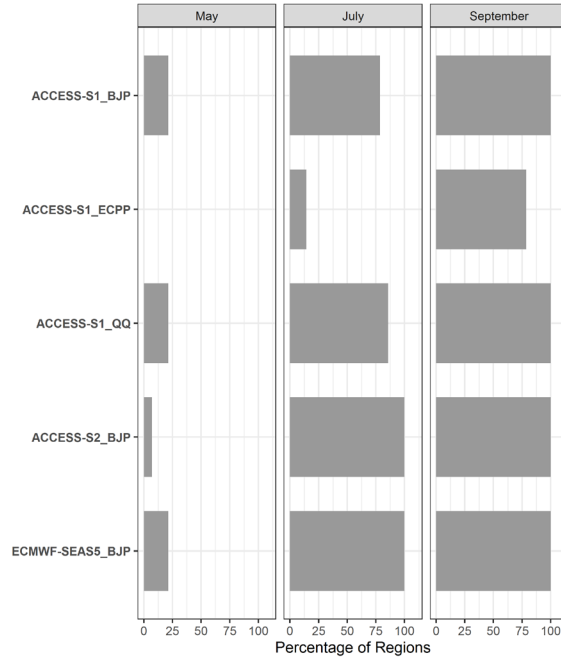 May July September
ACCESS-S1_BJP
ACCESS-S1_ECPP
ACCESS-S1_QQ
ACCESS-S2_BJP
ECMWF-SEAS5_BJP
0 25 50 75 100 0 25 50 75 100 0 25 50 75 100
Percentage of Regions